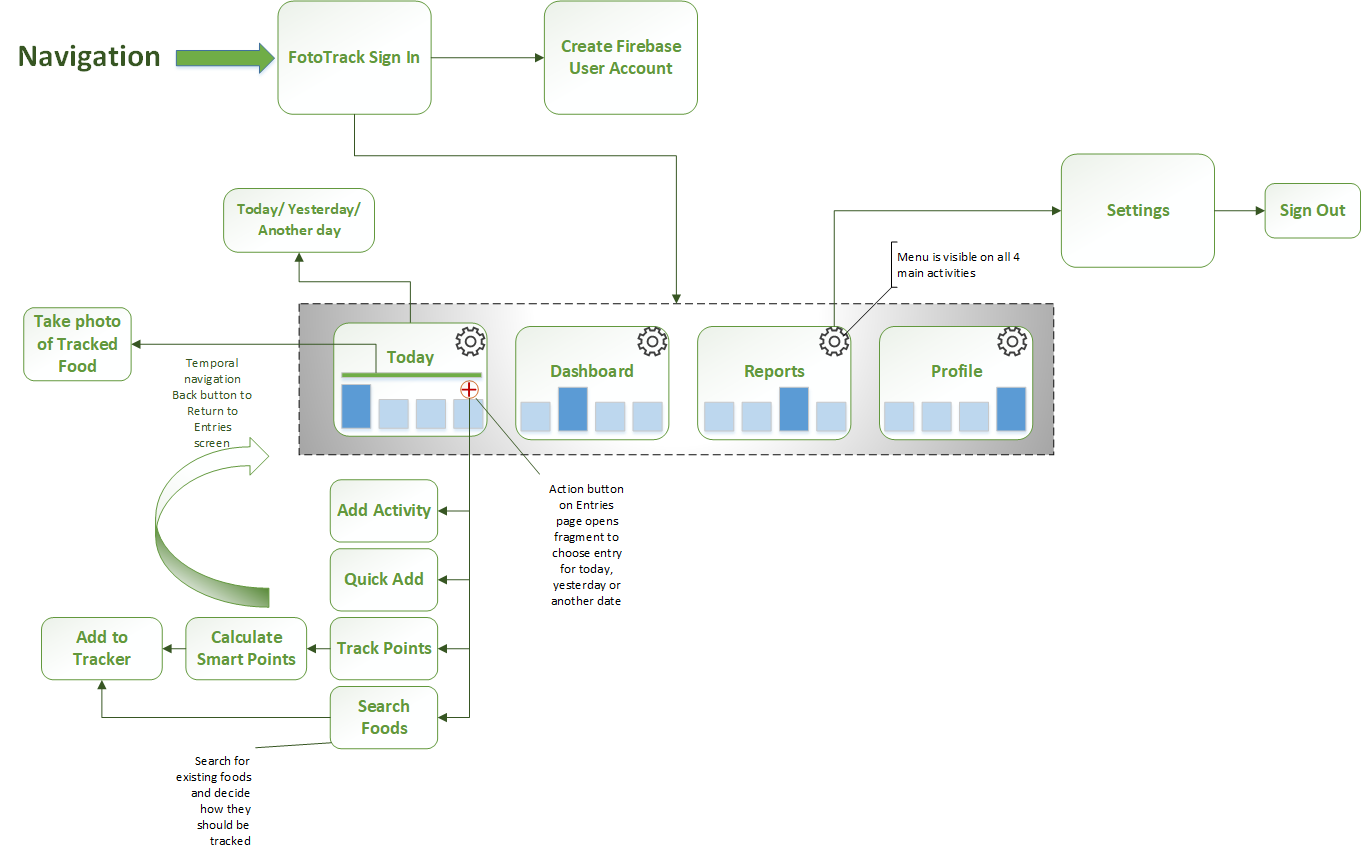 Navigation
FotoTrack Sign In
Create Firebase
User Account
Settings
Sign Out
Today/ Yesterday/
Another day
Menu is visible on all 4
main activities
Take photo
of Tracked
Food
Today
Dashboard
Reports
Profile
Temporal
navigation
Back button to
Return to
Entries
screen
Action button
on Entries
page opens
fragment to
choose entry
for today,
yesterday or
another date
Add Activity
Quick Add
Add to
Tracker
Calculate
Smart Points
Track Points
Search
Foods
Search for
existing foods
and decide
how they
should be
tracked